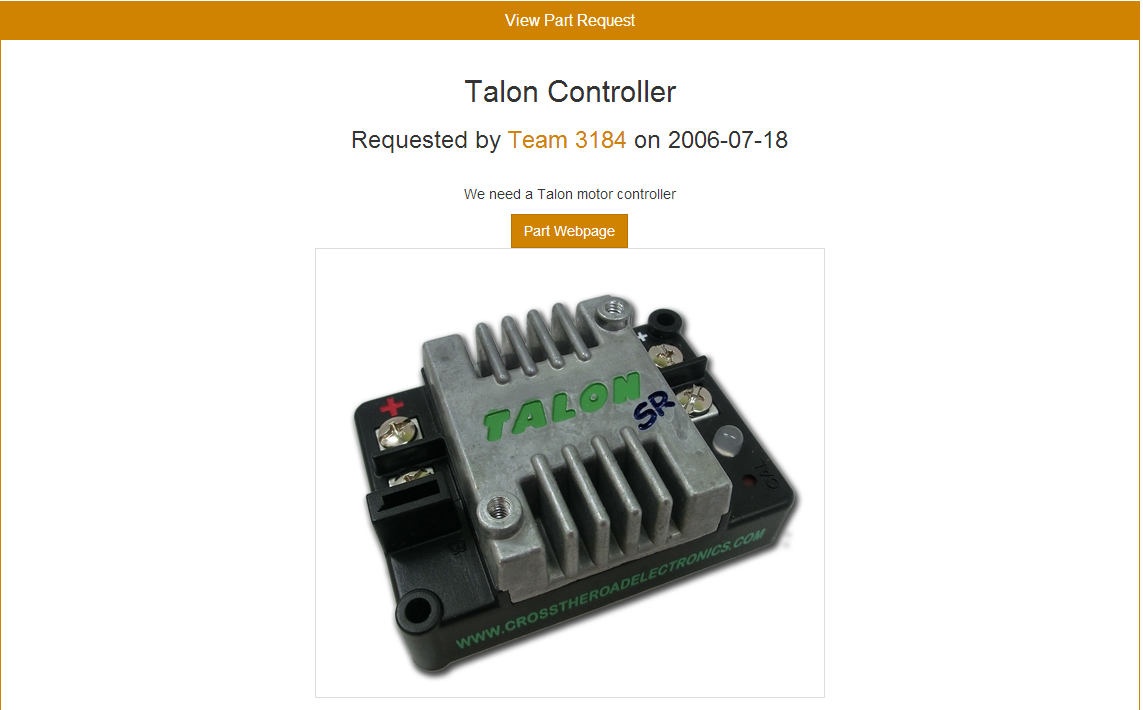 View Part Request
Talon Controller
Requested by Team 3184 on 2006-07-18
We need a Talon motor controller
Part Webpage
+
+
TALON
SR
CAL
WWW.CROSSTHEROADELECTRONICS.COM